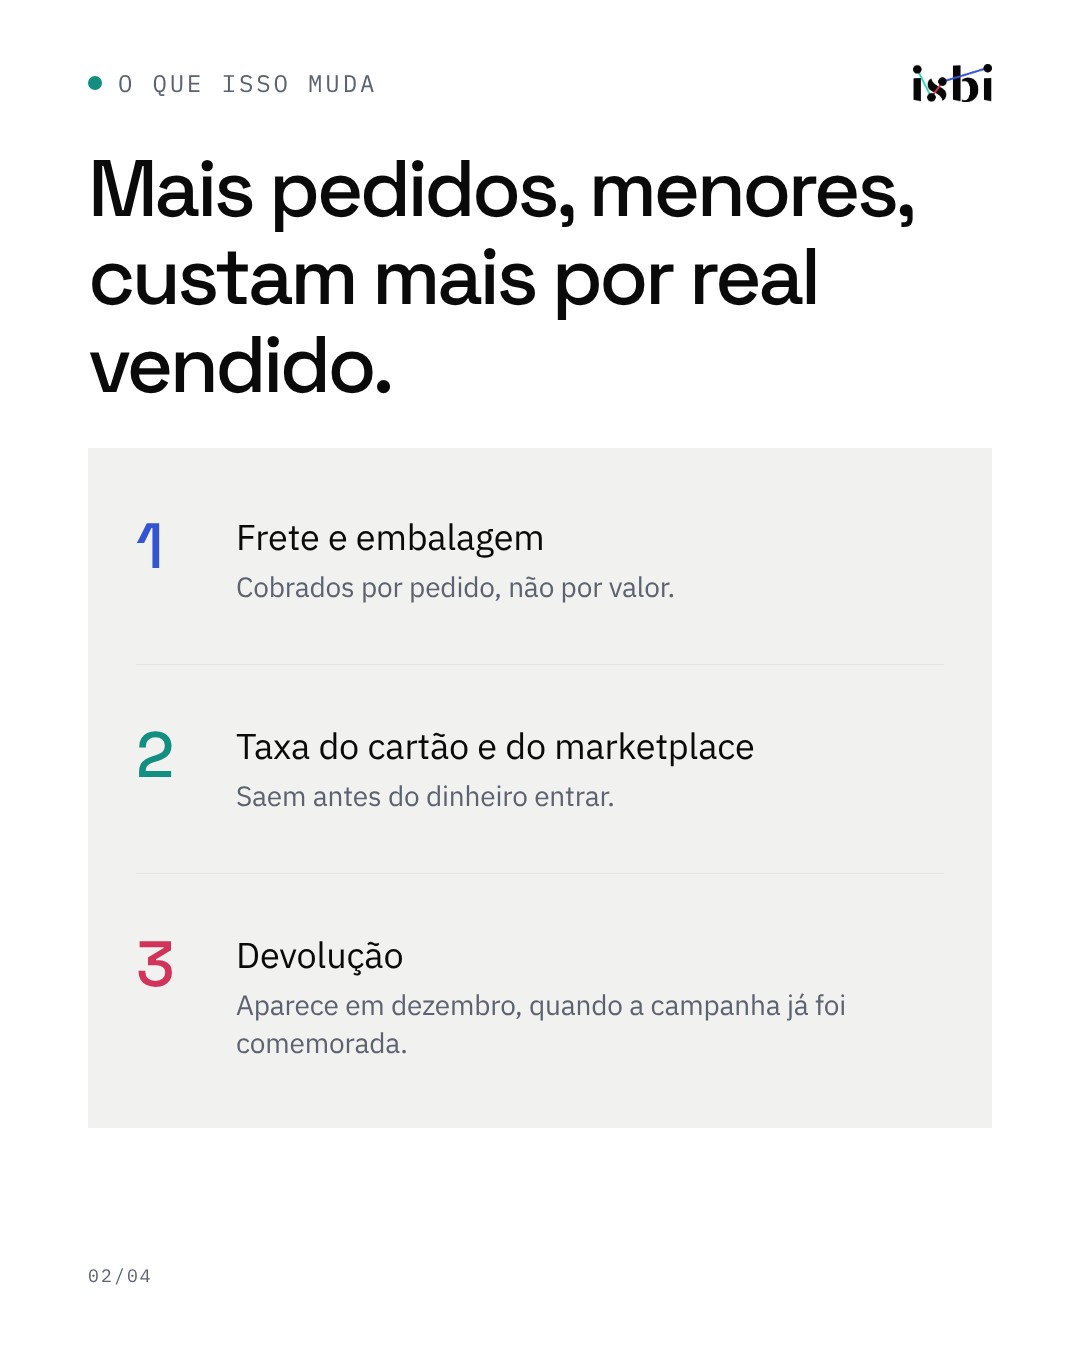 O QUE ISSO MUDA
isbi
Mais pedidos, menores,
custam mais por real
vendido.
1
Frete e embalagem
Cobrados por pedido, não por valor.
2
Taxa do cartão e do marketplace
Saem antes do dinheiro entrar.
3
Devolução
Aparece em dezembro, quando a campanha já foi
comemorada.
02/04